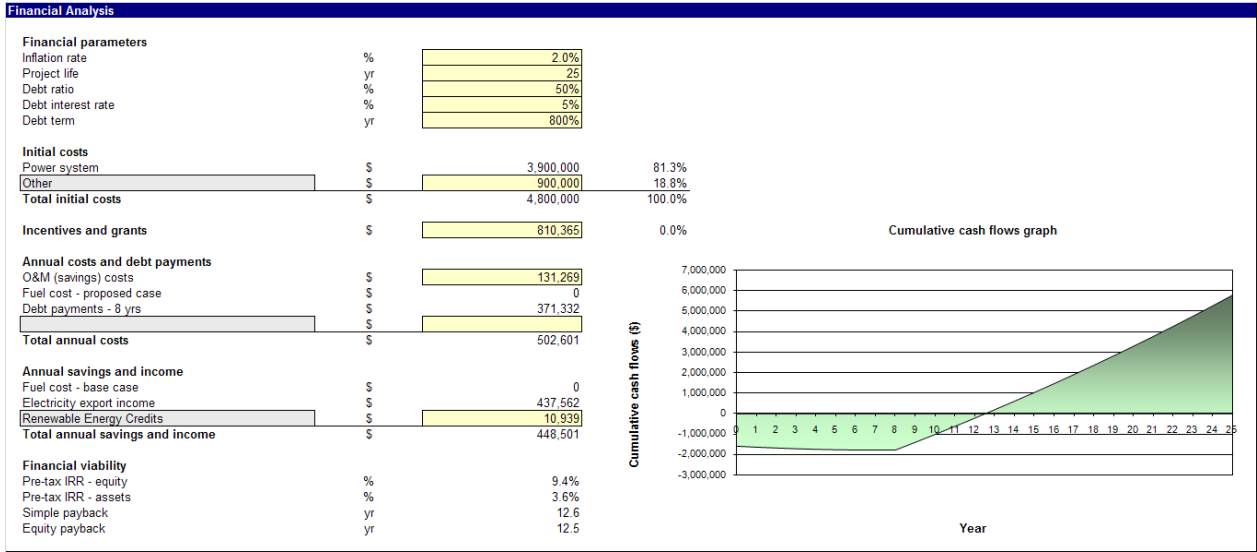 Financial Analysis
Financial parameters
Inflation rate % 2.0%
Project life yr 25
Debt ratio % 50%
Debt interest rate % 5%
Debt term yr 800%
Initial costs
Power system $ 3,900,000 81.3%
Other $ 900,000 18.8%
Total initial costs $ 4,800,000 100.0%
Incentives and grants $ 810,365 0.0%
Annual costs and debt payments
O&M (savings) costs $ 131,269
Fuel cost - proposed case $ 0
Debt payments - 8 yrs $ 371,332
$
Total annual costs $ 502,601
Annual savings and income
Fuel cost - base case $ 0
Electricity export income $ 437,562
Renewable Energy Credits $ 10,939
Total annual savings and income $ 448,501
Financial viability
Pre-tax IRR - equity % 9.4%
Pre-tax IRR - assets % 3.6%
Simple payback yr 12.6
Equity payback yr 12.5
Cumulative cash flows graph
Cumulative cash flows ($)
7,000,000
6,000,000
5,000,000
4,000,000
3,000,000
2,000,000
1,000,000
0
-1,000,000
-2,000,000
-3,000,000
0 1 2 3 4 5 6 7 8 9 10 11 12 13 14 15 16 17 18 19 20 21 22 23 24 25
Year